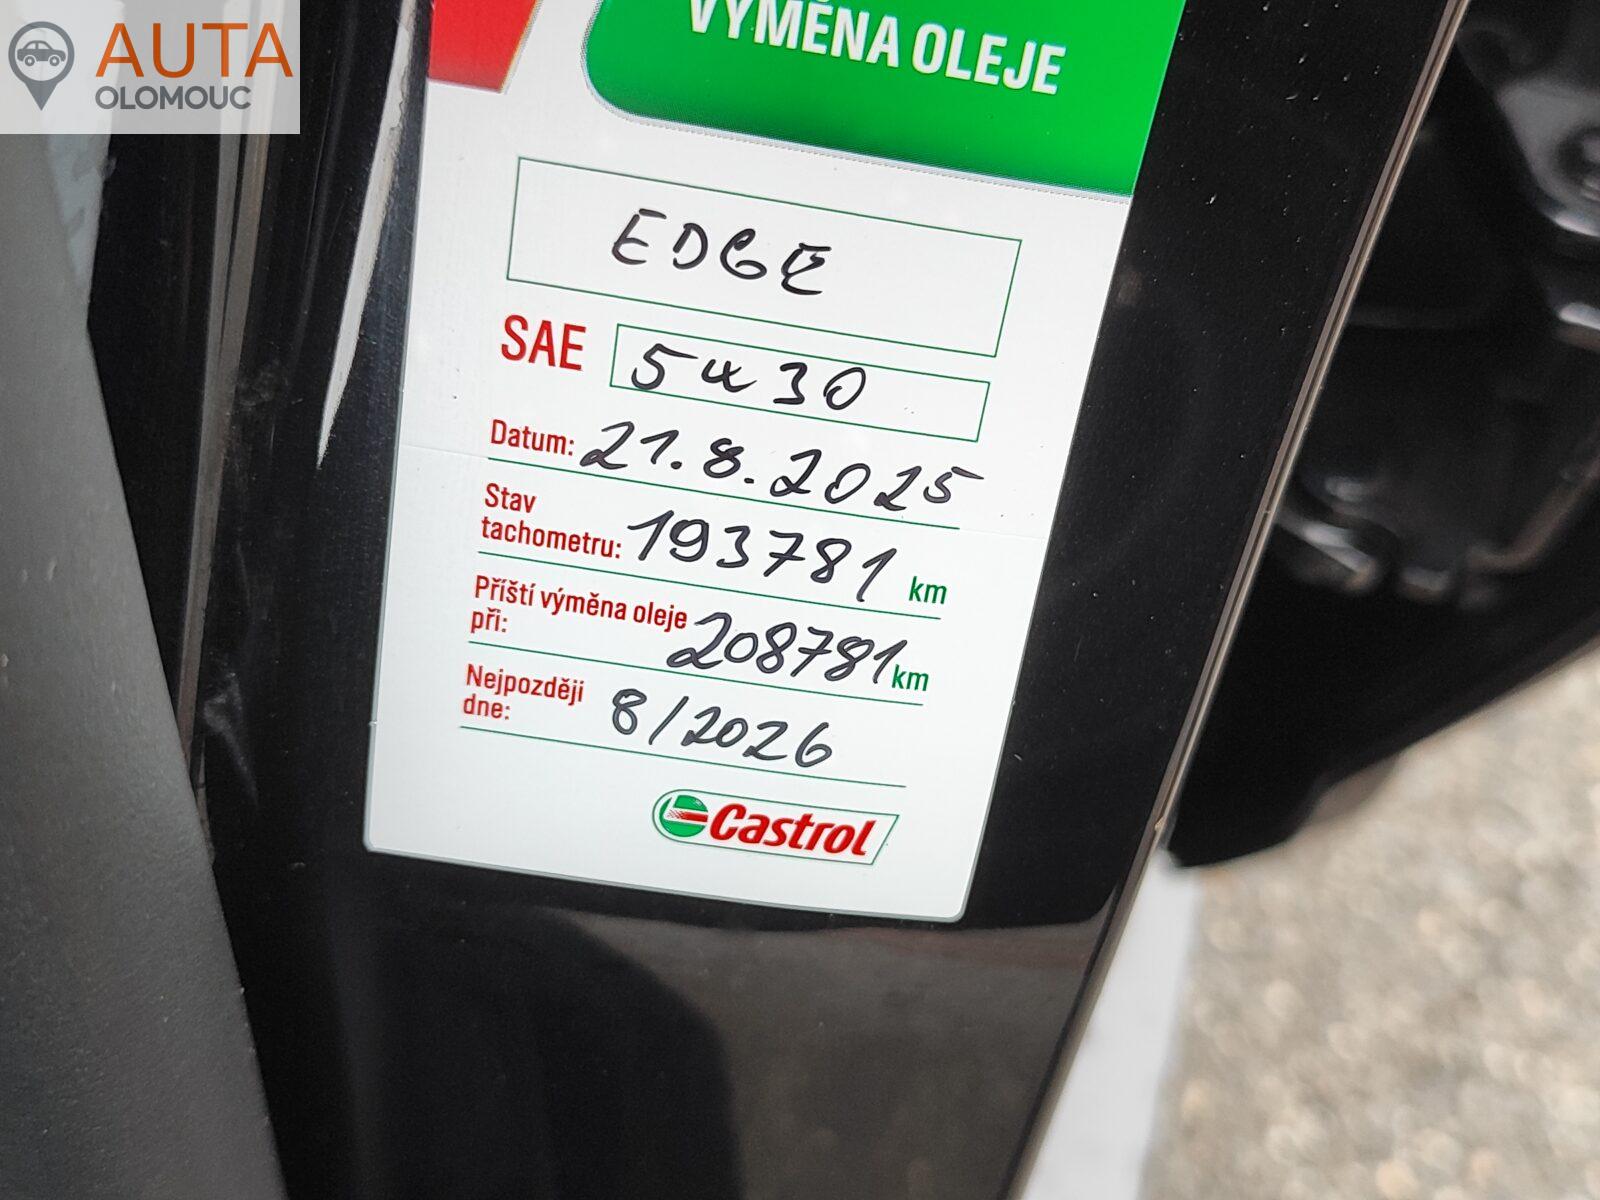 AUTA
OLOMOUC
VÝMĚNA OLEJE
EDGE
SAE 5W30
Datum: 21.8.2025
Stav
tachometru: 193781 km
Příští výměna oleje
při: 208781 km
Nejpozději
dne: 8/2026
Castrol